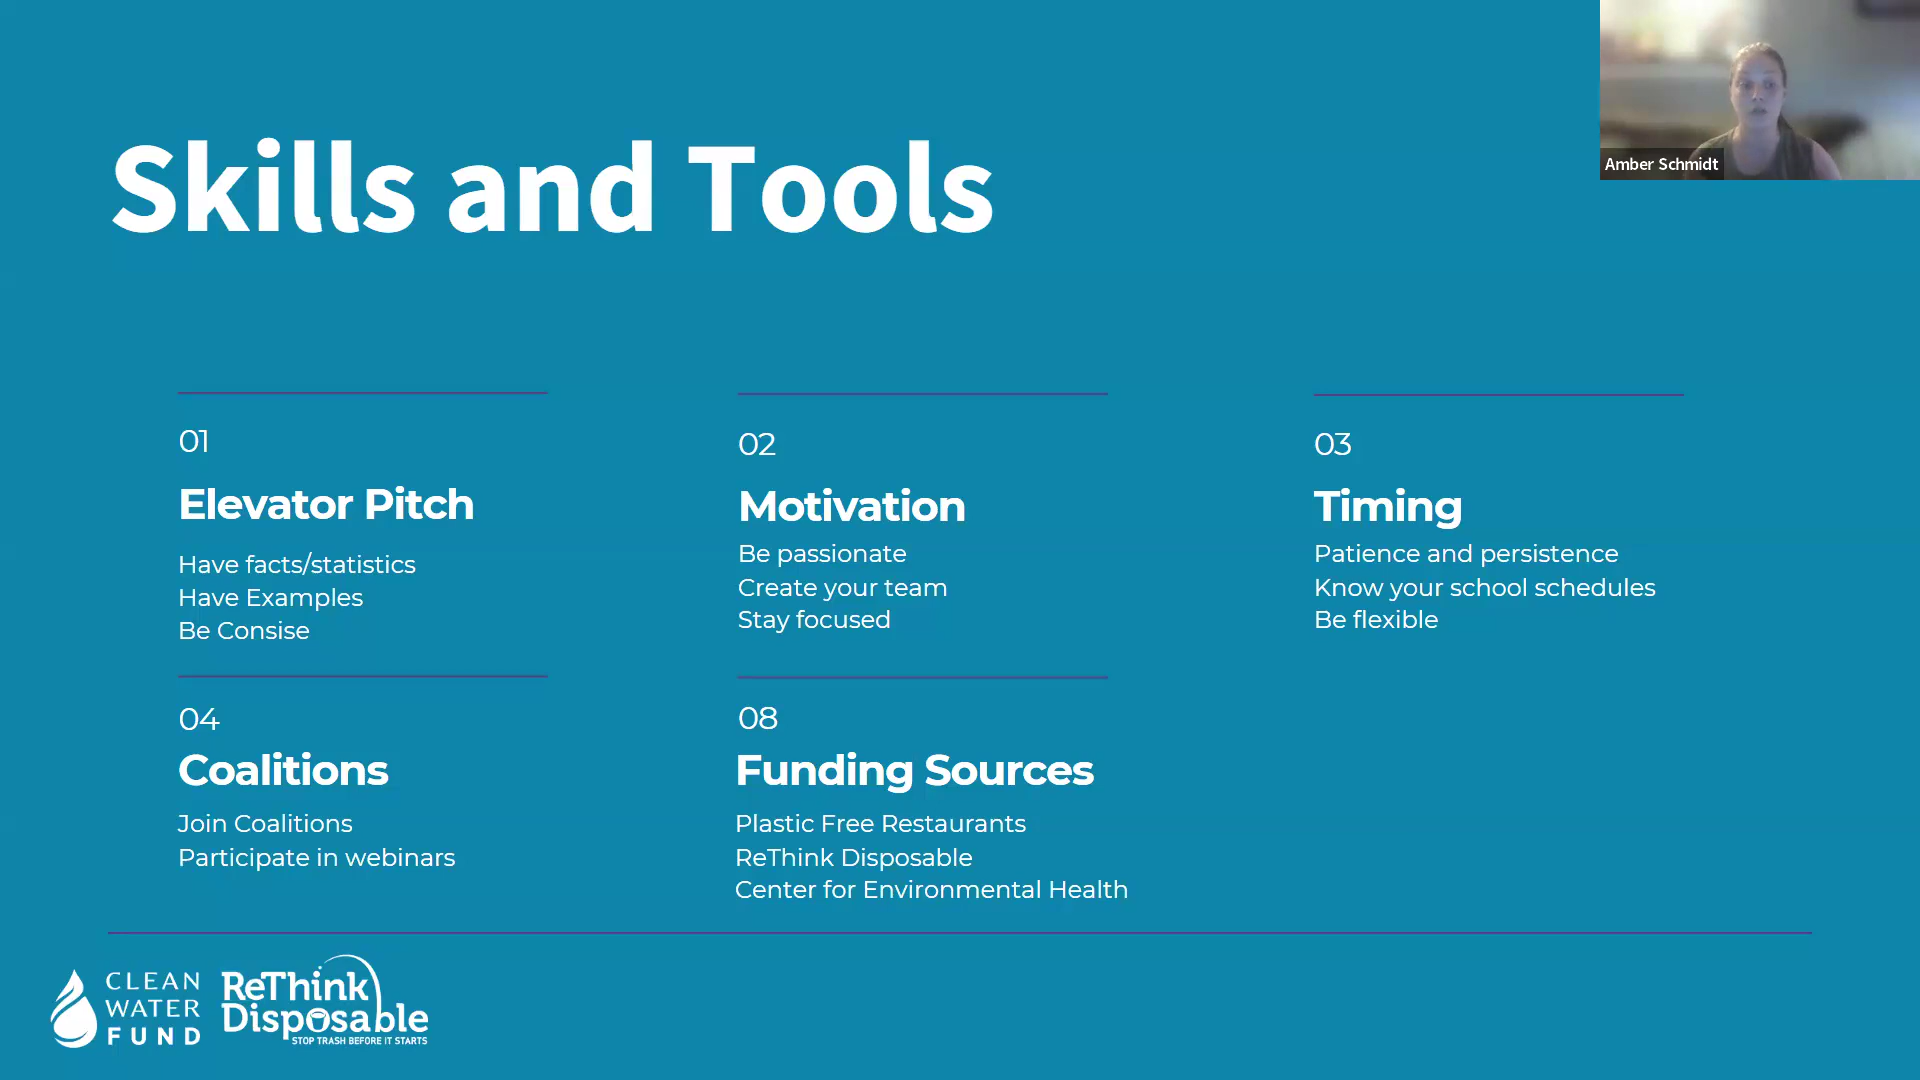 Skills and Tools
Amber Schmidt
01
Elevator Pitch
Have facts/statistics
Have Examples
Be Consise
02
Motivation
Be passionate
Create your team
Stay focused
03
Timing
Patience and persistence
Know your school schedules
Be flexible
04
Coalitions
Join Coalitions
Participate in webinars
08
Funding Sources
Plastic Free Restaurants
ReThink Disposable
Center for Environmental Health
CLEAN
WATER
FUND
ReThink
Disposable
STOP TRASH BEFORE IT STARTS